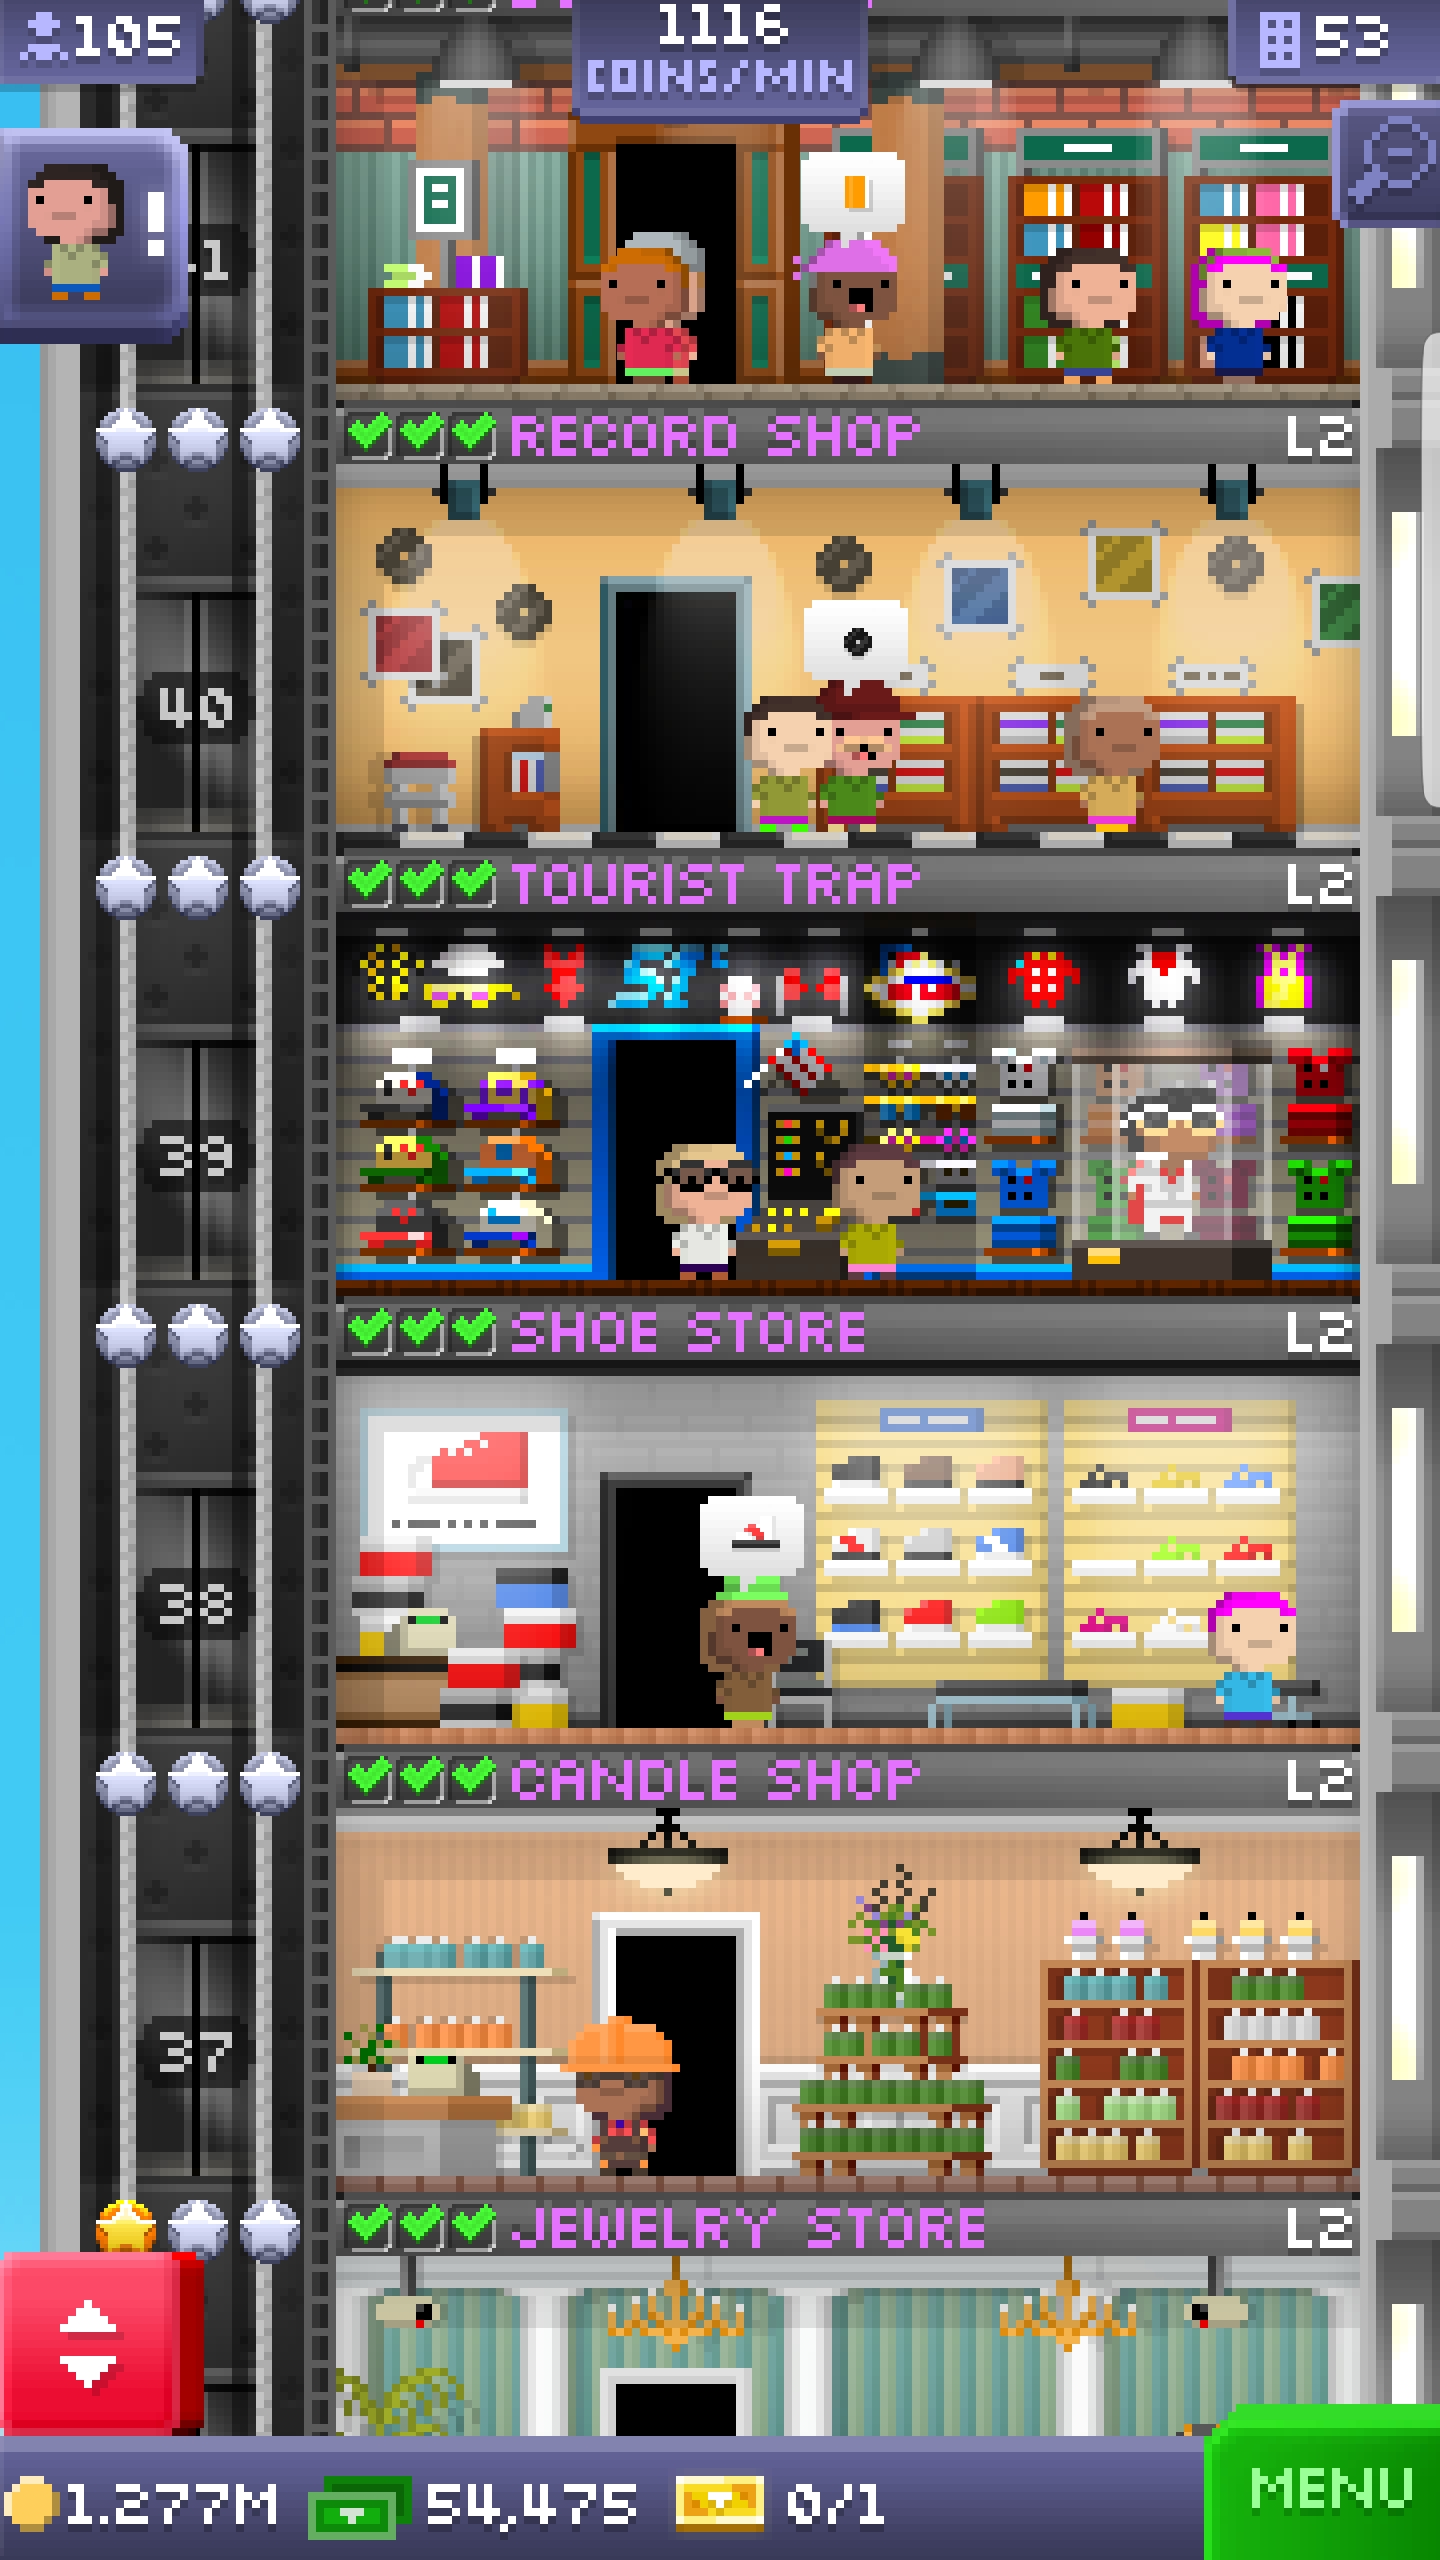 105
1116
COINS/MIN
53
!
RECORD SHOP L2
40
TOURIST TRAP L2
39
SHOE STORE L2
38
CANDLE SHOP L2
37
JEWELRY STORE L2
1.277M 54,475 0/1
MENU